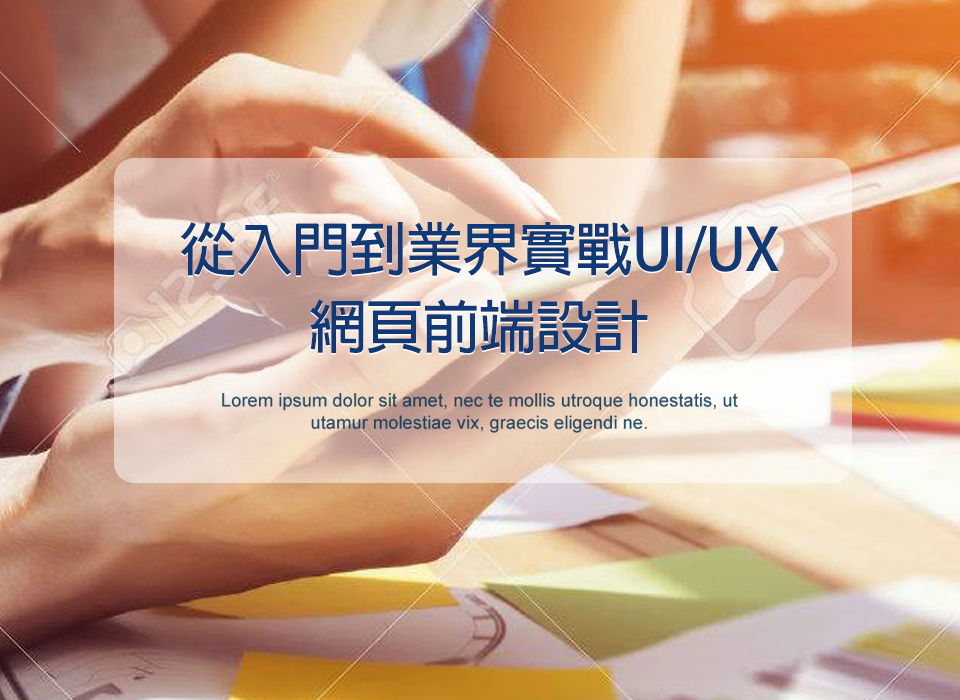 從入門到業界實戰UI/UX
網頁前端設計
Lorem ipsum dolor sit amet, nec te mollis utroque honestatis, ut
utamur molestiae vix, graecis eligendi ne.